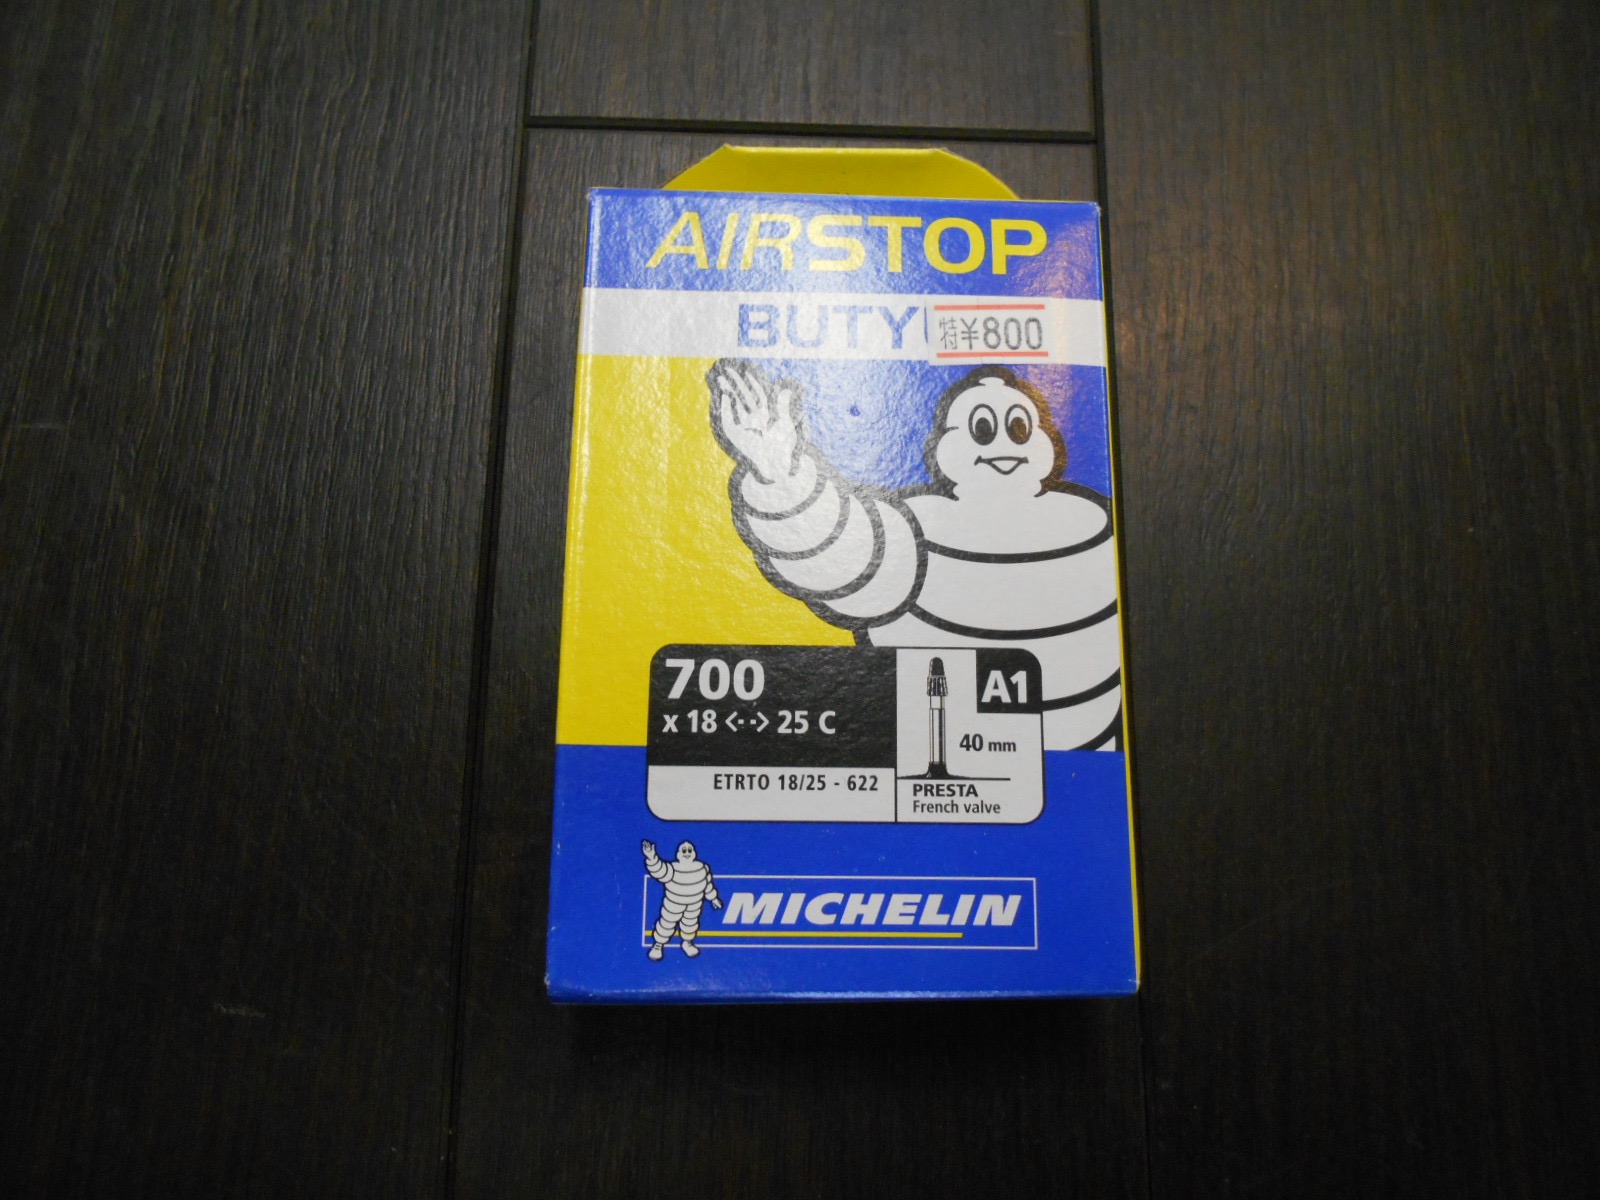 AIRSTOP
BUTY
特¥800
700
x 18 <--> 25 C
ETRTO 18/25 - 622
A1
40 mm
PRESTA
French valve
MICHELIN